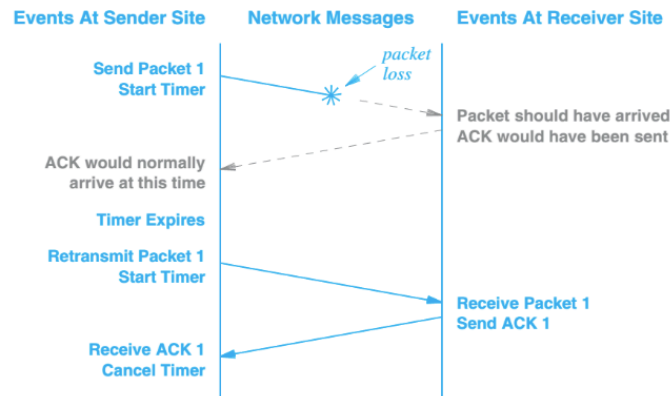 Events At Sender Site
Network Messages
Events At Receiver Site
packet
loss
Send Packet 1
Start Timer
Packet should have arrived
ACK would have been sent
ACK would normally
arrive at this time
Timer Expires
Retransmit Packet 1
Start Timer
Receive Packet 1
Send ACK 1
Receive ACK 1
Cancel Timer